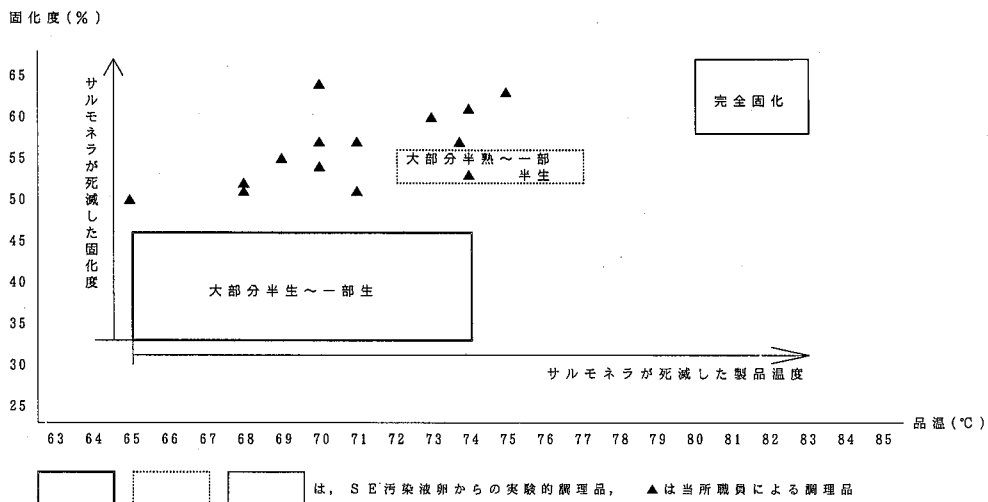 固化度(%)
65
60
55
50
45
40
35
30
25
サルモネラが死滅した固化度
完全固化
大部分半熟～一部
半生
大部分半生～一部生
サルモネラが死滅した製品温度
63 64 65 66 67 68 69 70 71 72 73 74 75 76 77 78 79 80 81 82 83 84 85
品温(℃)
は, SE汚染液卵からの実験的調理品, ▲は当所職員による調理品